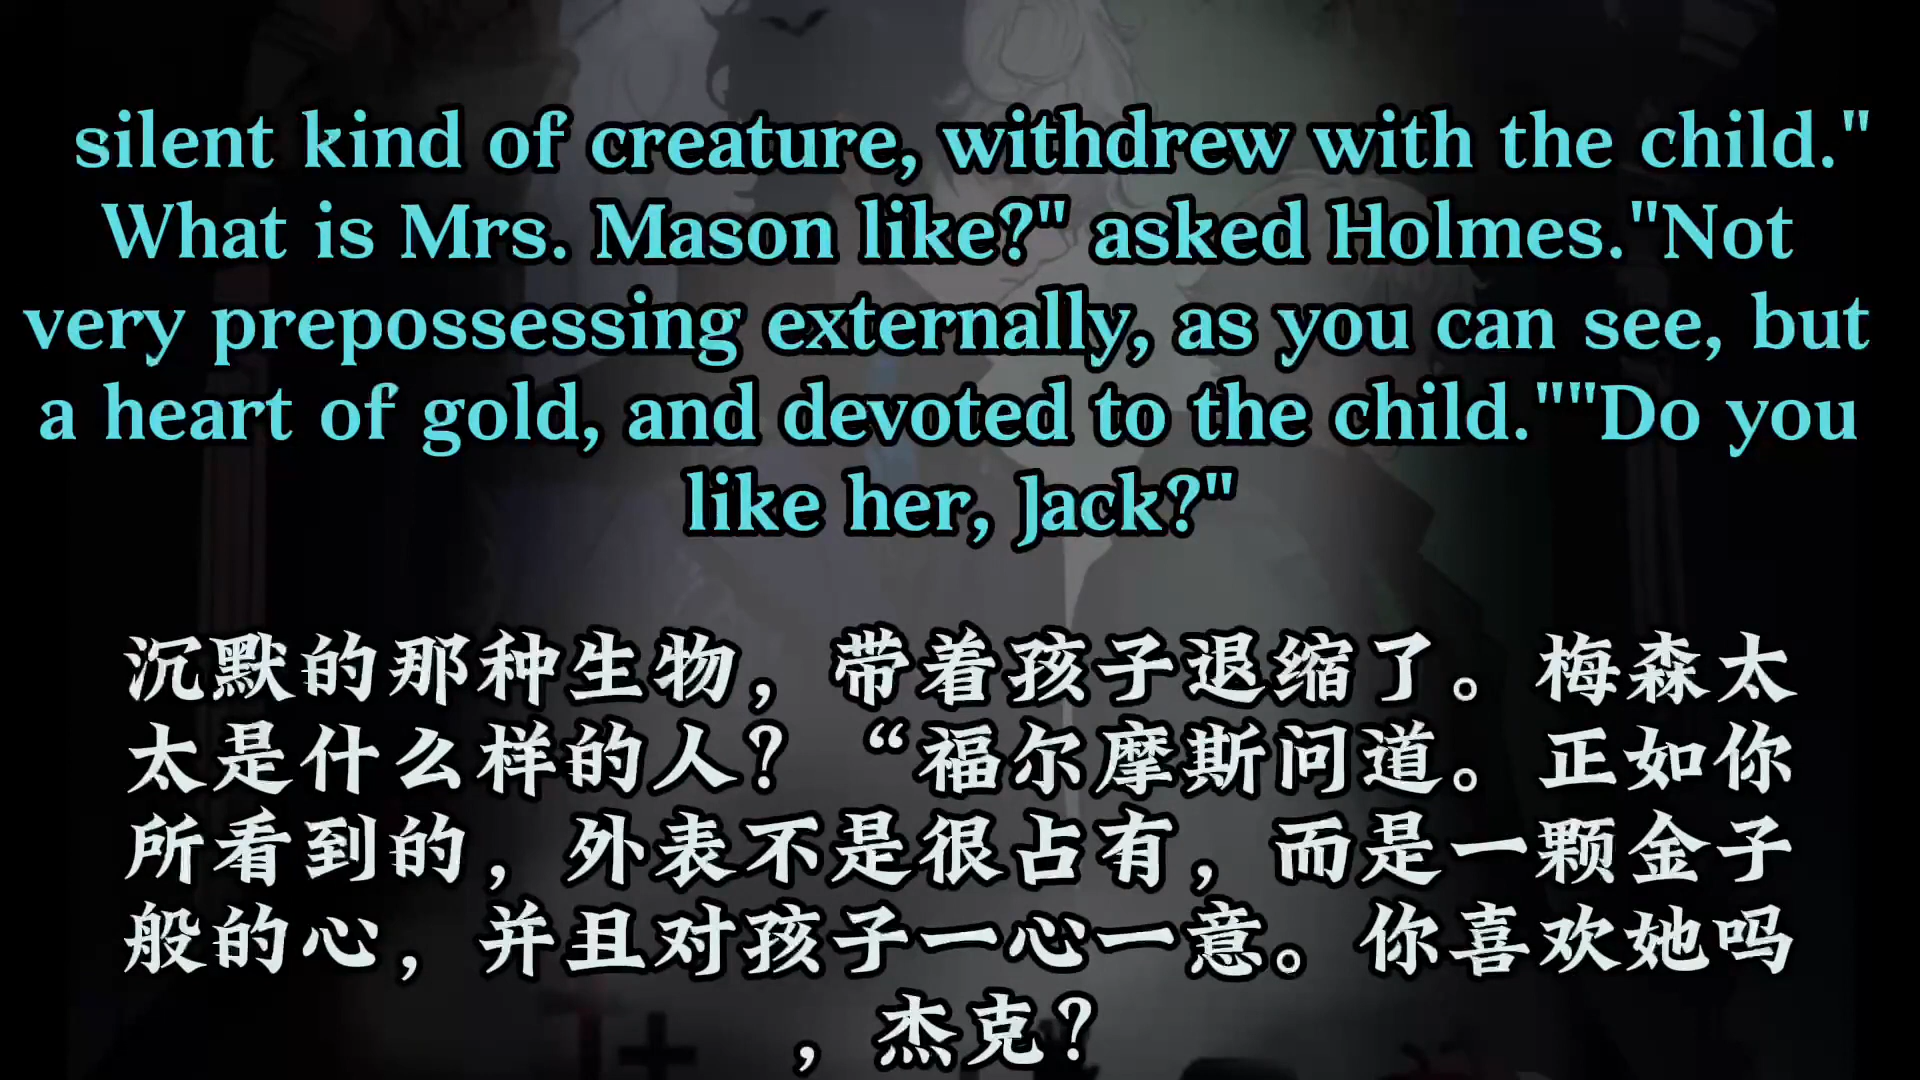 silent kind of creature, withdrew with the child."
What is Mrs. Mason like?" asked Holmes."Not
very prepossessing externally, as you can see, but
a heart of gold, and devoted to the child.""Do you
like her, Jack?"
沉默的那种生物，带着孩子退缩了。梅森太
太是什么样的人？“福尔摩斯问道。正如你
所看到的，外表不是很占有，而是一颗金子
般的心，并且对孩子一心一意。你喜欢她吗
，杰克？